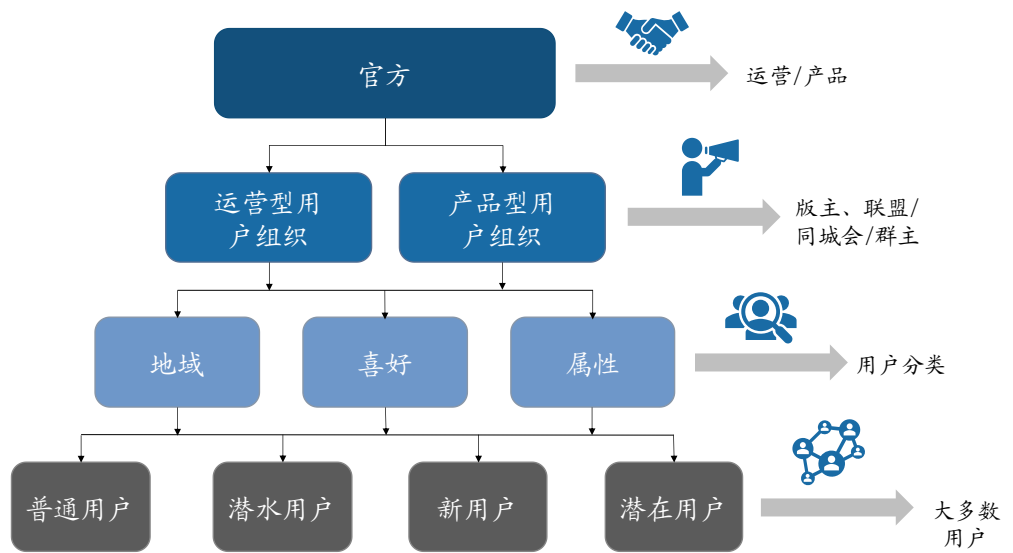 官方
运营/产品
运营型用
户组织
产品型用
户组织
版主、联盟/
同城会/群主
地域
喜好
属性
用户分类
普通用户
潜水用户
新用户
潜在用户
大多数
用户